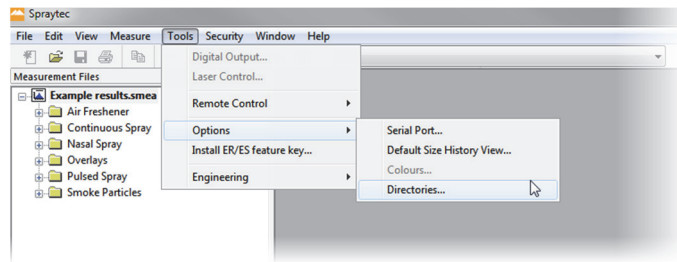 Spraytec
File Edit View Measure Tools Security Window Help
Measurement Files
Example results.smea
Air Freshener
Continuous Spray
Nasal Spray
Overlays
Pulsed Spray
Smoke Particles
Digital Output...
Laser Control...
Remote Control
Options
Install ER/ES feature key...
Engineering
Serial Port...
Default Size History View...
Colours...
Directories...